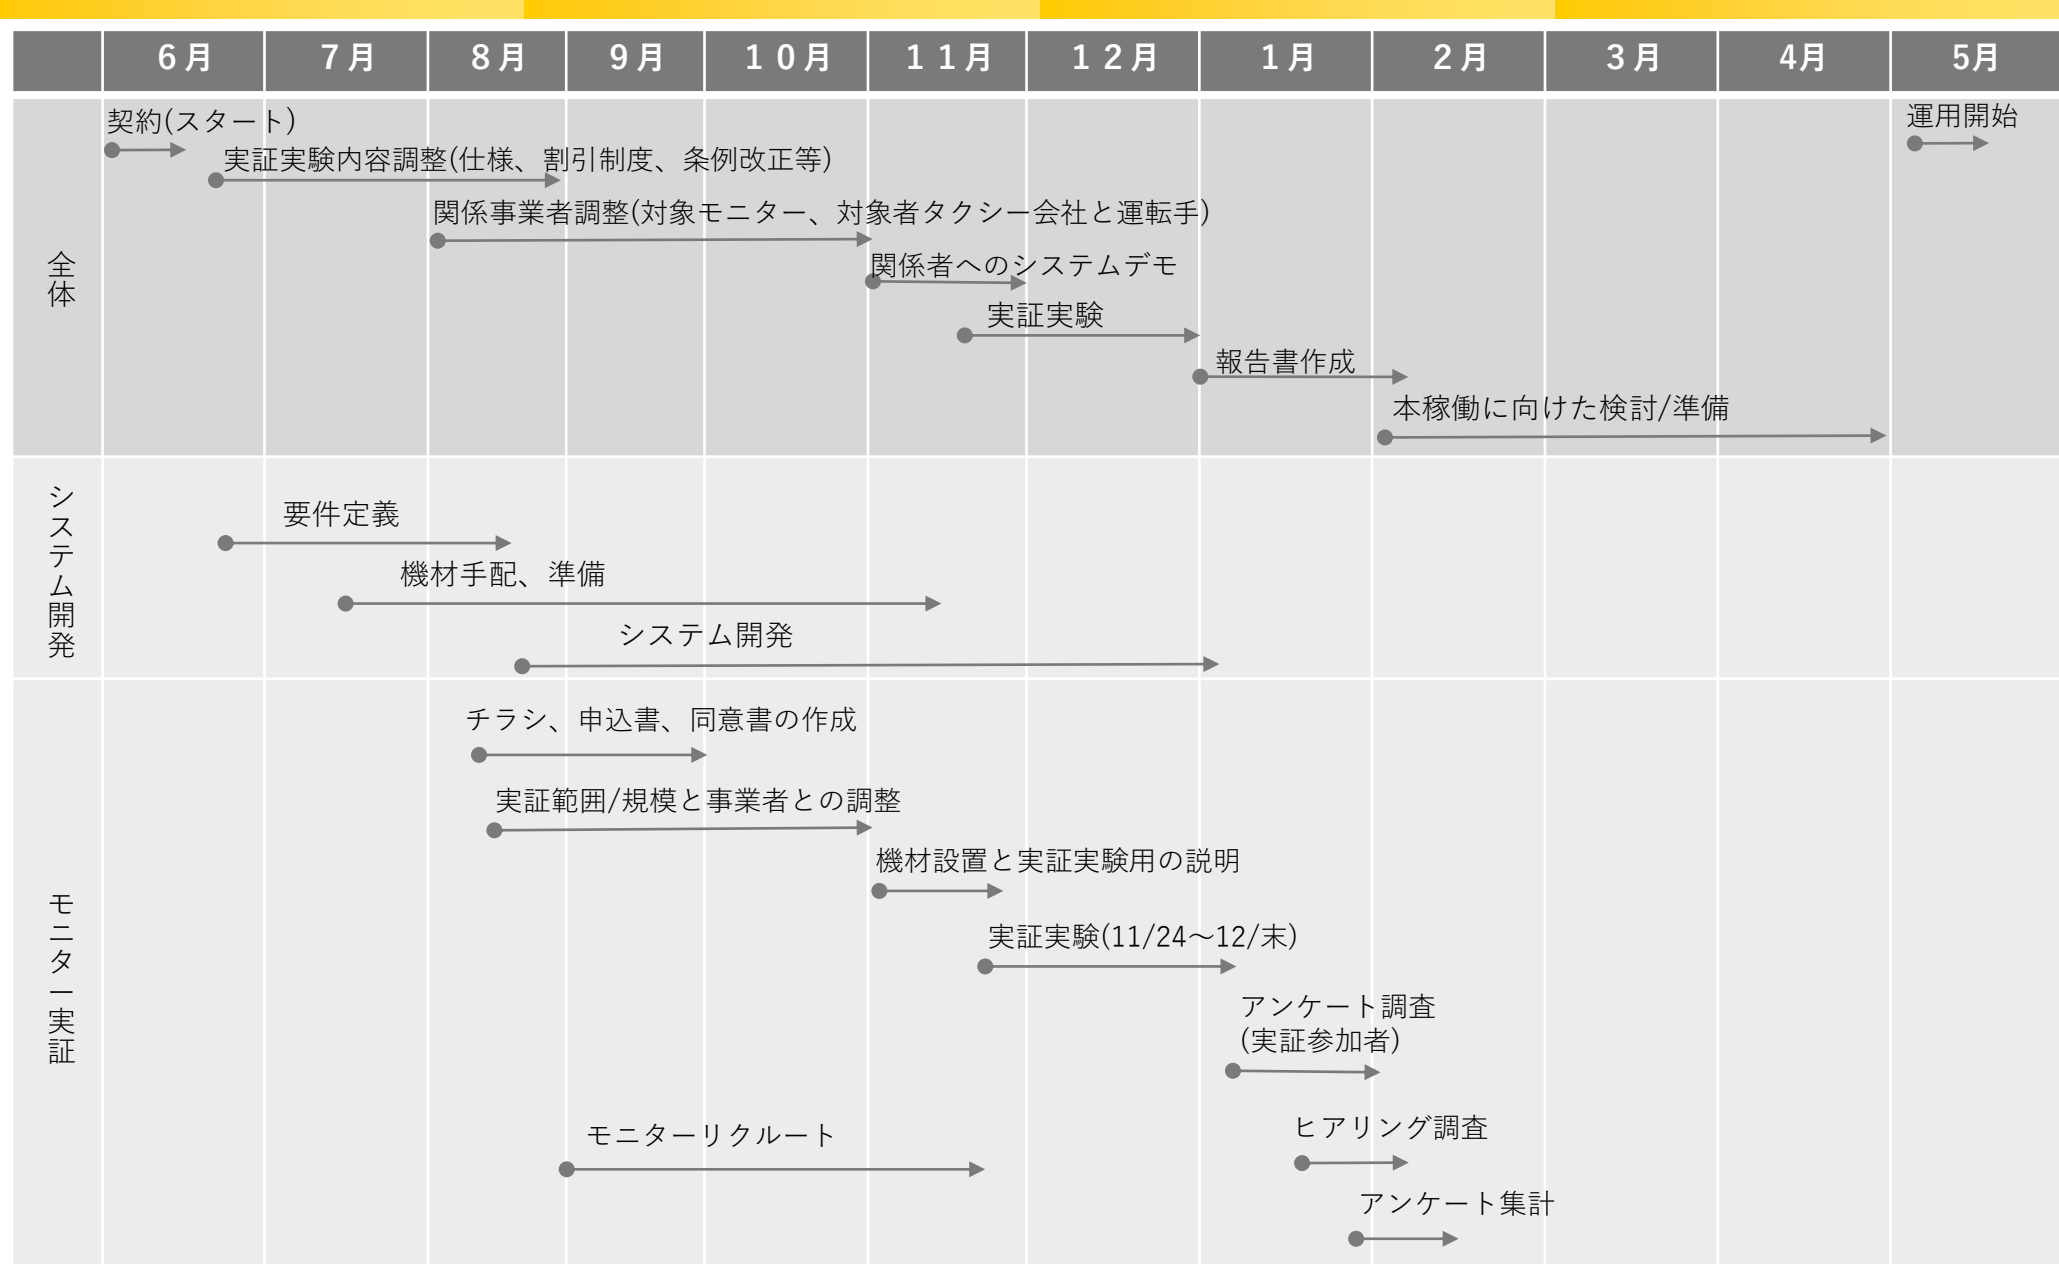 6月
7月
8月
9月
10月
11月
12月
1月
2月
3月
4月
5月
全体
契約(スタート)
運用開始
実証実験内容調整(仕様、割引制度、条例改正等)
関係事業者調整(対象モニター、対象者タクシー会社と運転手)
関係者へのシステムデモ
実証実験
報告書作成
本稼働に向けた検討/準備
システム開発
要件定義
機材手配、準備
システム開発
モニター実証
チラシ、申込書、同意書の作成
実証範囲/規模と事業者との調整
機材設置と実証実験用の説明
実証実験(11/24～12/末)
アンケート調査
(実証参加者)
モニターリクルート
ヒアリング調査
アンケート集計